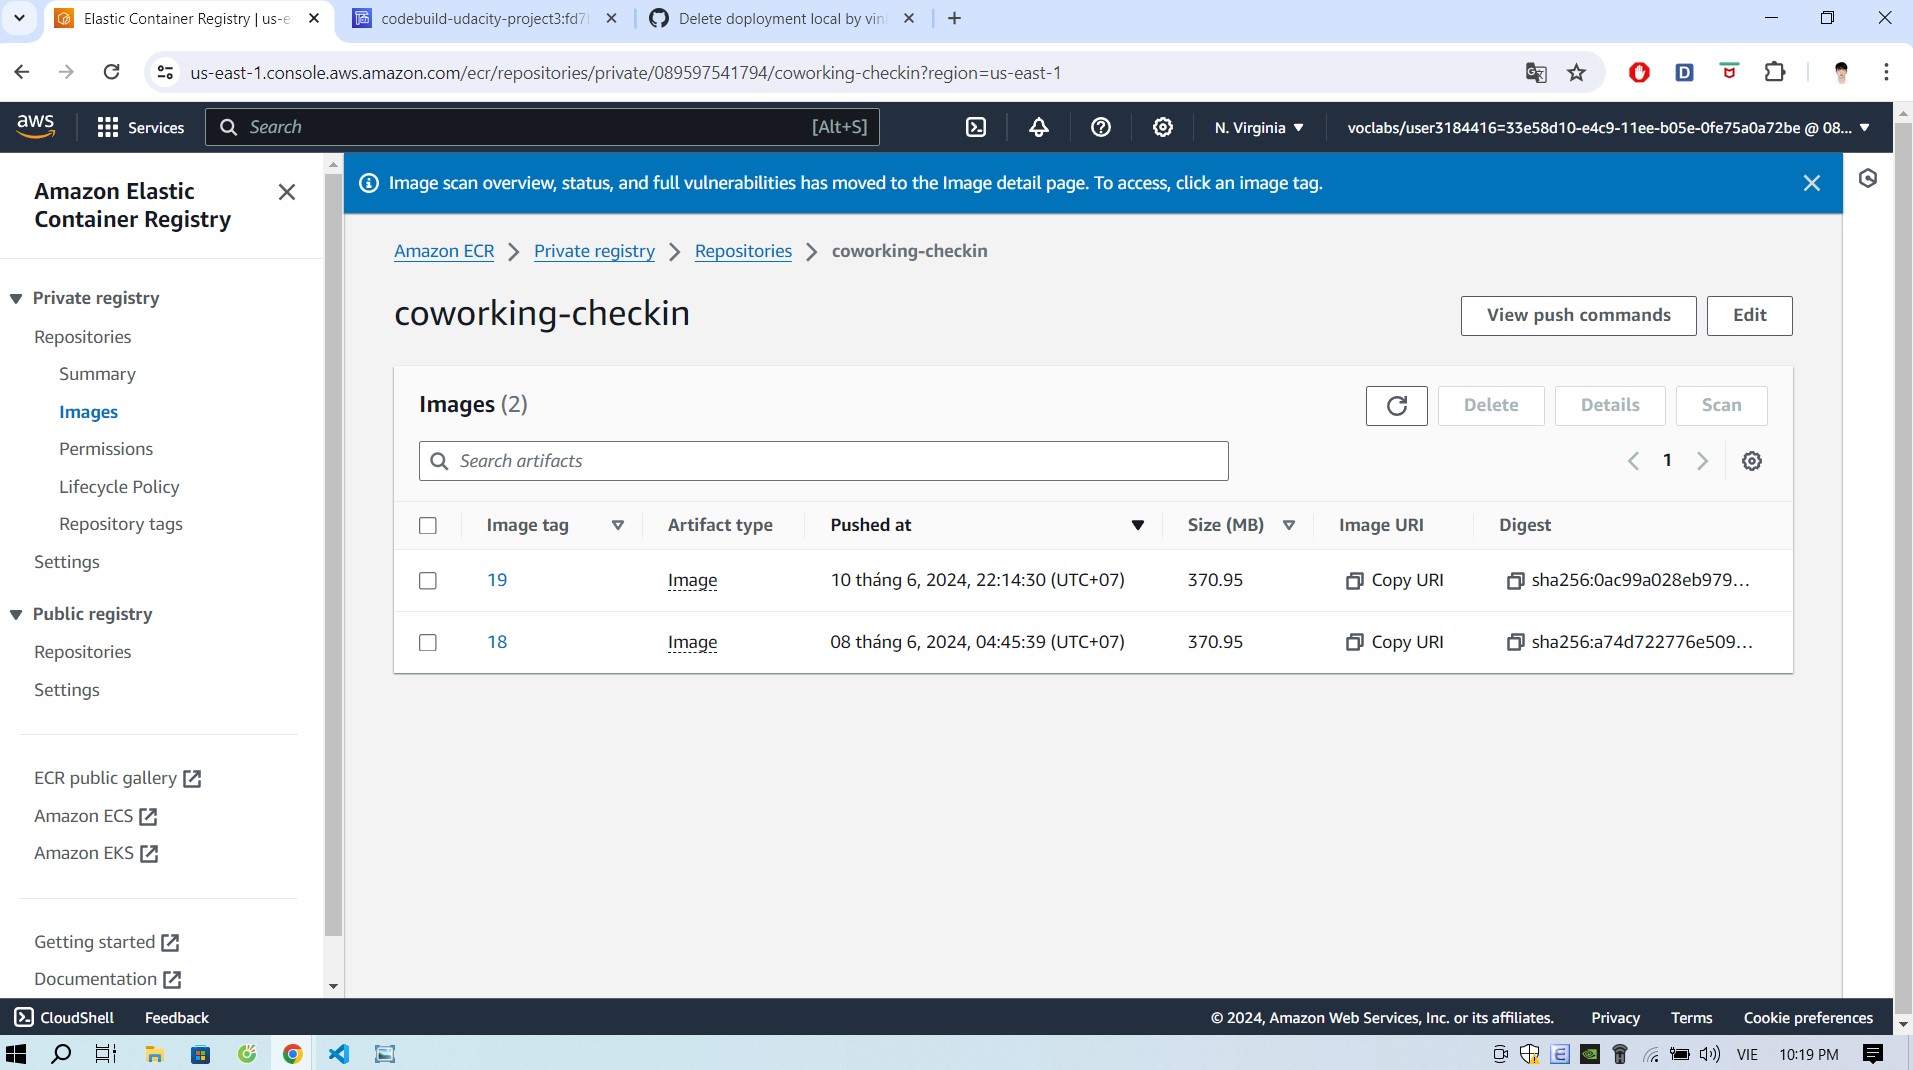 Elastic Container Registry | us-e
codebuild-udacity-project3:fd7
Delete doployment local by vin
us-east-1.console.aws.amazon.com/ecr/repositories/private/089597541794/coworking-checkin?region=us-east-1
aws
Services
Search
[Alt+S]
N. Virginia
voclabs/user3184416=33e58d10-e4c9-11ee-b05e-0fe75a0a72be @ 08...
Amazon Elastic
Container Registry
Private registry
Repositories
Summary
Images
Permissions
Lifecycle Policy
Repository tags
Settings
Public registry
Repositories
Settings
ECR public gallery
Amazon ECS
Amazon EKS
Getting started
Documentation
Image scan overview, status, and full vulnerabilities has moved to the Image detail page. To access, click an image tag.
Amazon ECR
Private registry
Repositories
coworking-checkin
coworking-checkin
View push commands
Edit
Images (2)
Delete
Details
Scan
Search artifacts
1
Image tag
Artifact type
Pushed at
Size (MB)
Image URI
Digest
19 Image 10 tháng 6, 2024, 22:14:30 (UTC+07) 370.95 Copy URI sha256:0ac99a028eb979...
18 Image 08 tháng 6, 2024, 04:45:39 (UTC+07) 370.95 Copy URI sha256:a74d722776e509...
CloudShell
Feedback
© 2024, Amazon Web Services, Inc. or its affiliates.
Privacy
Terms
Cookie preferences
VIE
10:19 PM